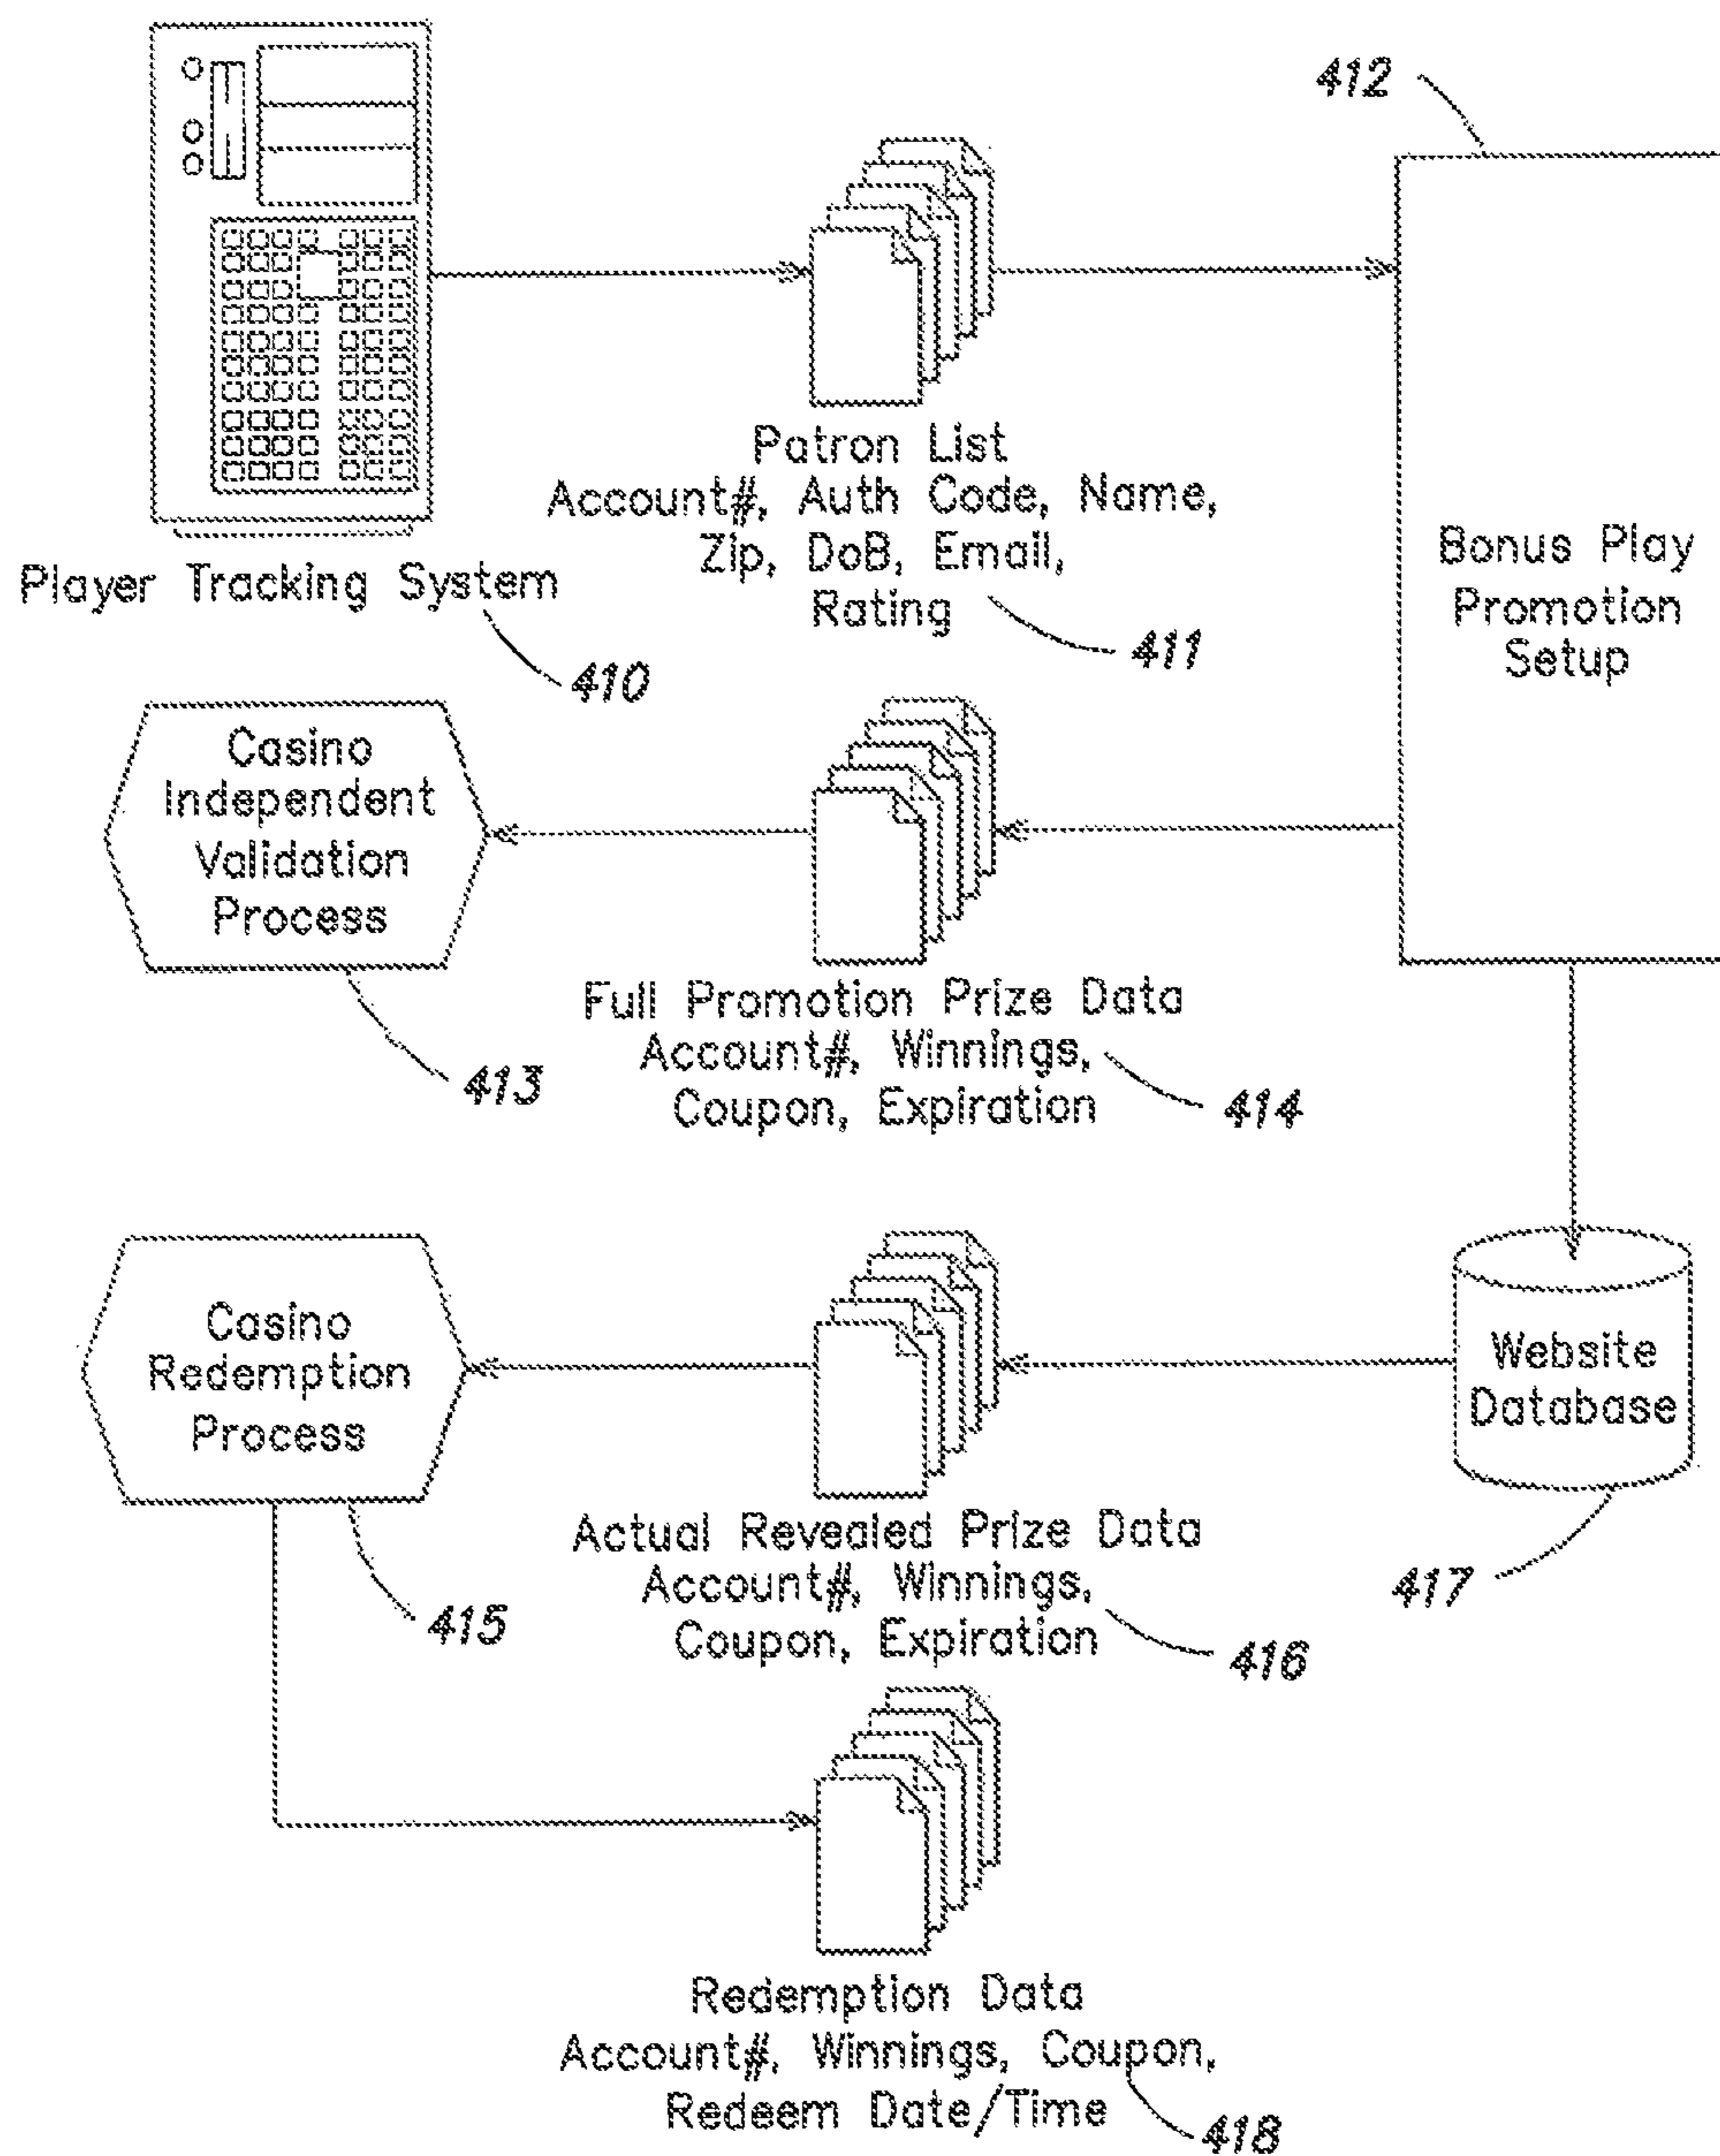 412
Patron List
Account#, Auth Code, Name,
Zip, DoB, Email,
Rating
411
Player Tracking System
410
Bonus Play
Promotion
Setup
Casino
Independent
Validation
Process
413
Full Promotion Prize Data
Account#, Winnings,
Coupon, Expiration
414
Casino
Redemption
Process
415
Website
Database
417
Actual Revealed Prize Data
Account#, Winnings,
Coupon, Expiration
416
Redemption Data
Account#, Winnings, Coupon,
Redeem Date/Time
418